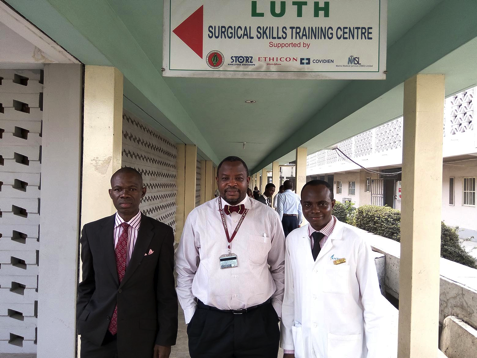 LUTH
SURGICAL SKILLS TRAINING CENTRE
Supported by
STORZ ETHICON COVIDIEN